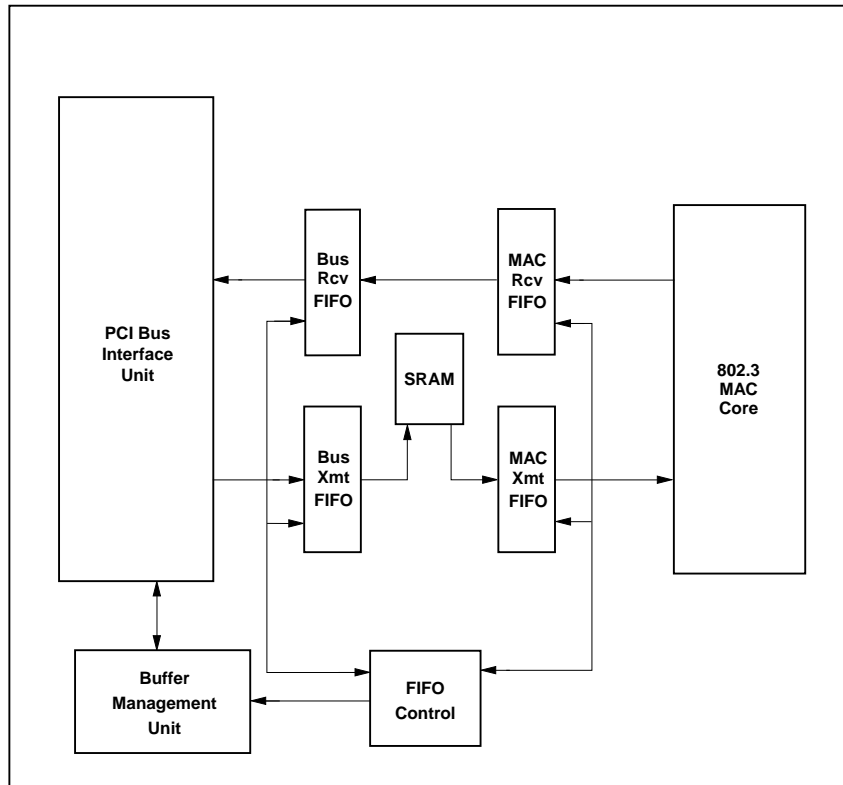 PCI Bus
Interface
Unit
Bus
Rcv
FIFO
MAC
Rcv
FIFO
SRAM
802.3
MAC
Core
Bus
Xmt
FIFO
MAC
Xmt
FIFO
Buffer
Management
Unit
FIFO
Control